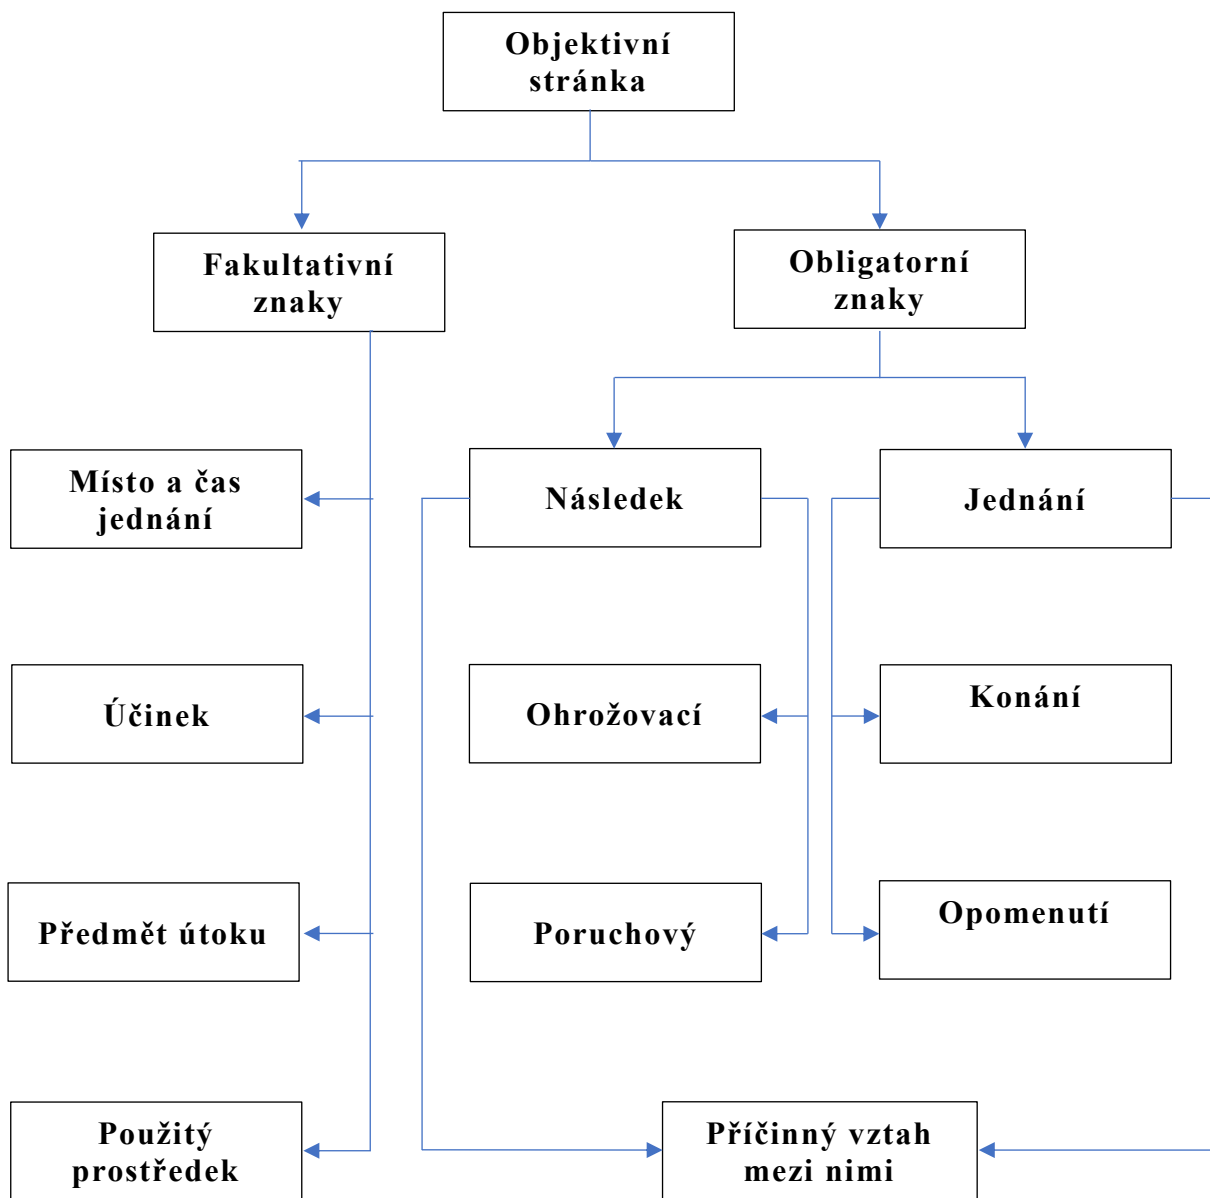 Objektivní
stránka
Fakultativní
znaky
Obligatorní
znaky
Místo a čas
jednání
Následek
Jednání
Účinek
Ohrožovací
Konání
Předmět útoku
Poruchový
Opomenutí
Použitý
prostředek
Příčinný vztah
mezi nimi